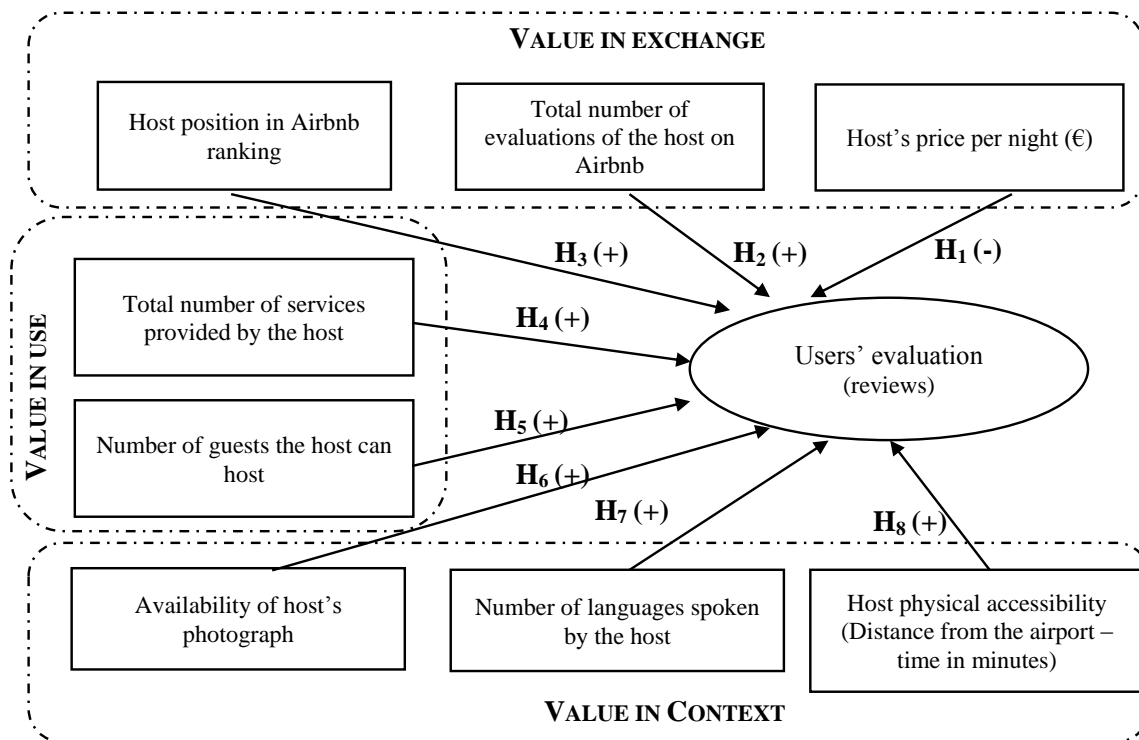 VALUE IN EXCHANGE
Host position in Airbnb
ranking
Total number of
evaluations of the host on
Airbnb
Host's price per night (€)
H3 (+)
H2 (+)
H1 (-)
VALUE IN USE
Total number of services
provided by the host
H4 (+)
Users' evaluation
(reviews)
Number of guests the host can
host
H5 (+)
H6 (+)
H7 (+)
H8 (+)
Availability of host's
photograph
Number of languages spoken
by the host
Host physical accessibility
(Distance from the airport –
time in minutes)
VALUE IN CONTEXT